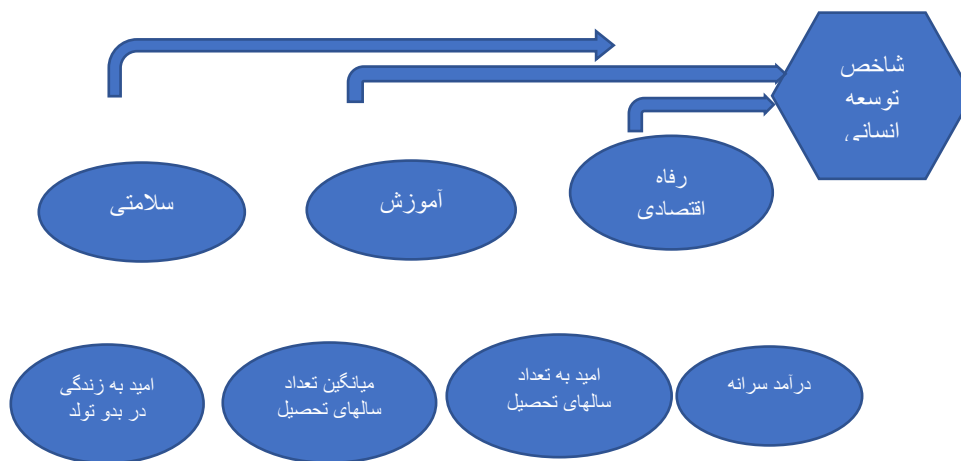 شاخص
توسعه
انسانی
رفاه
اقتصادی
آموزش
سلامتی
درآمد سرانه
امید به تعداد
سالهای تحصیل
میانگین تعداد
سالهای تحصیل
امید به زندگی
در بدو تولد